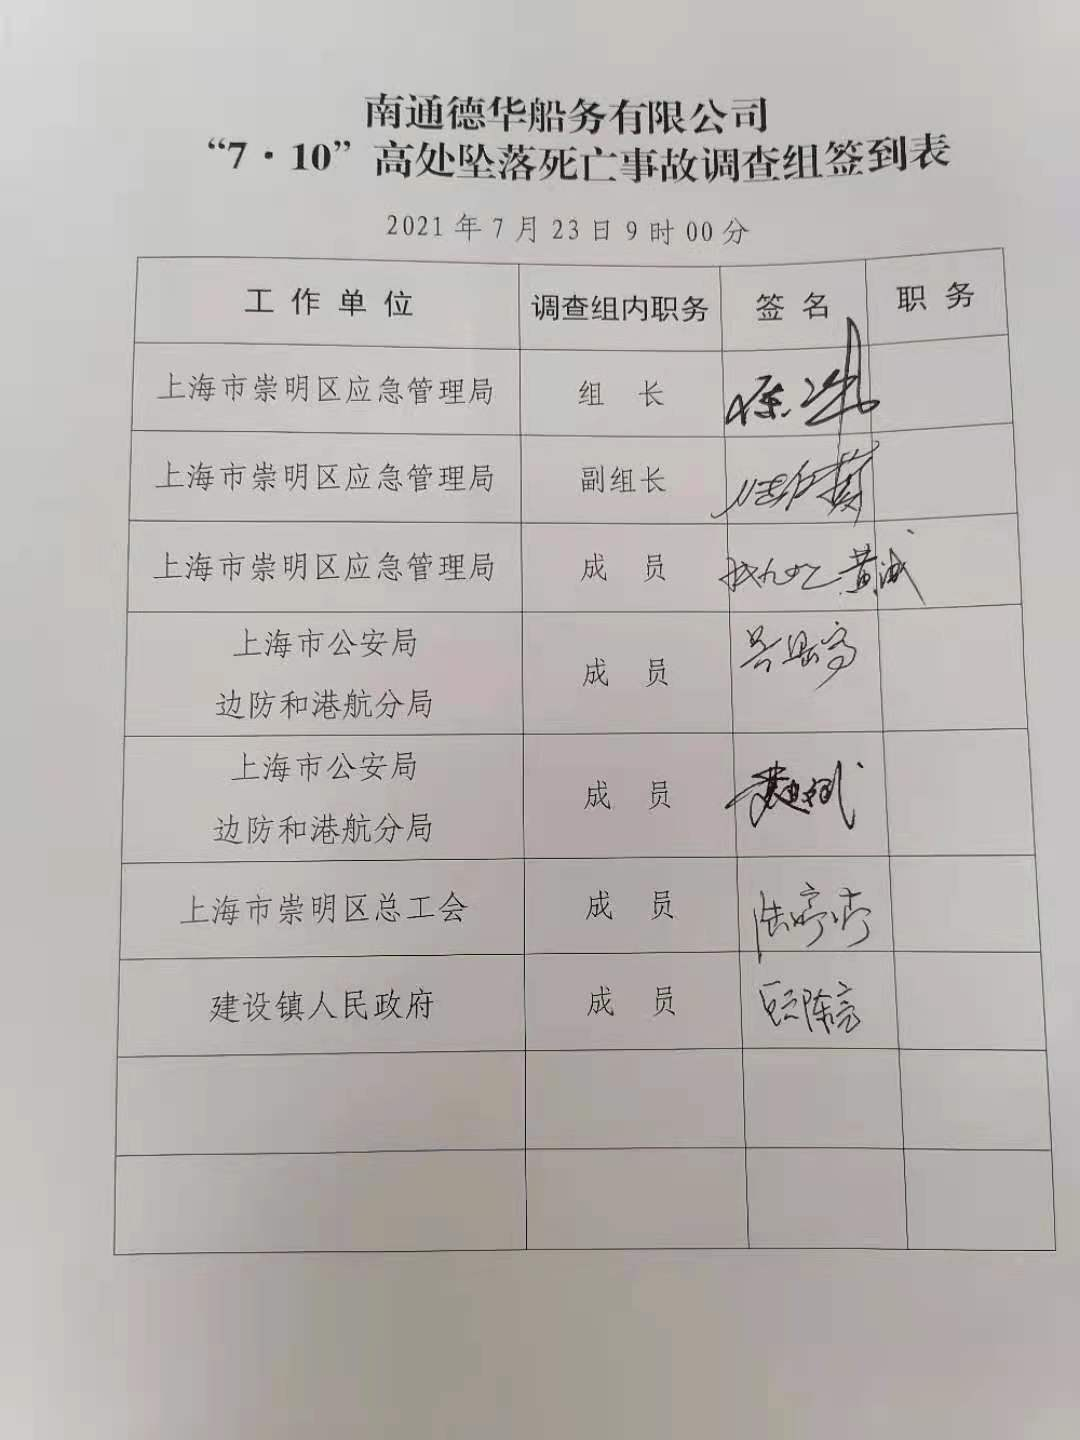 南通德华船务有限公司
“7·10”高处坠落死亡事故调查组签到表
2021年7月23日9时00分
工作单位 调查组内职务 签名 职务
上海市崇明区应急管理局 组 长
上海市崇明区应急管理局 副组长
上海市崇明区应急管理局 成 员 黄诚
上海市公安局
边防和港航分局
成 员
上海市公安局
边防和港航分局
成 员
上海市崇明区总工会 成 员 陆婷婷
建设镇人民政府 成 员 陈亮